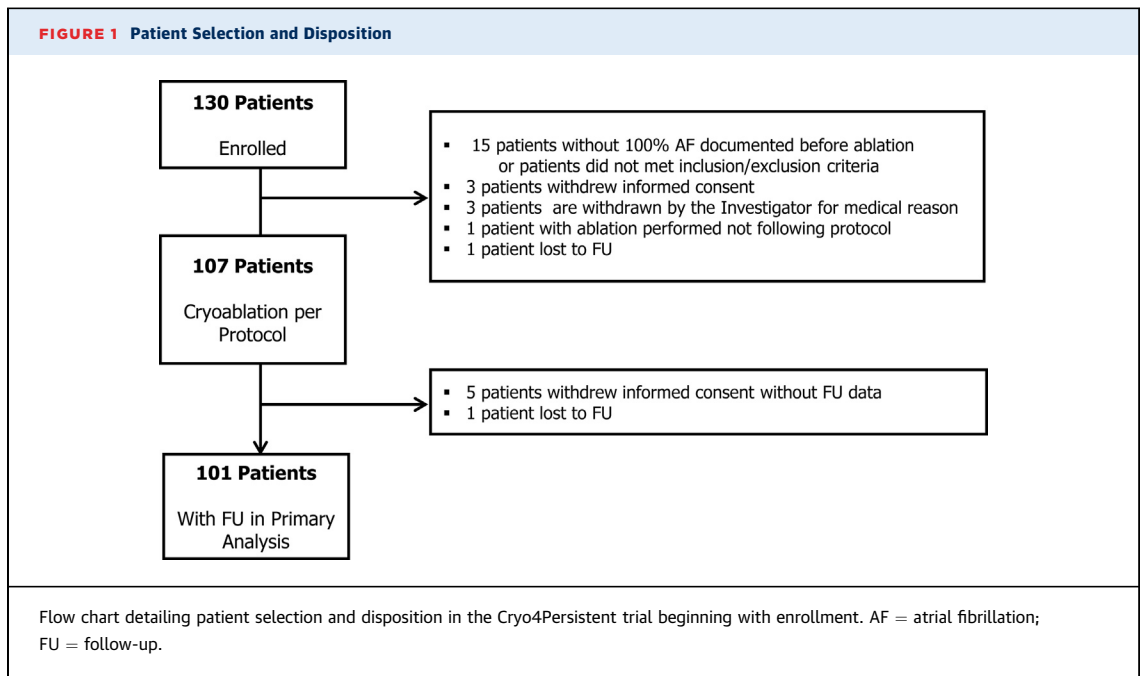 FIGURE 1 Patient Selection and Disposition
130 Patients
Enrolled
▪ 15 patients without 100% AF documented before ablation
or patients did not met inclusion/exclusion criteria
▪ 3 patients withdrew informed consent
▪ 3 patients are withdrawn by the Investigator for medical reason
▪ 1 patient with ablation performed not following protocol
▪ 1 patient lost to FU
107 Patients
Cryoablation per
Protocol
▪ 5 patients withdrew informed consent without FU data
▪ 1 patient lost to FU
101 Patients
With FU in Primary
Analysis
Flow chart detailing patient selection and disposition in the Cryo4Persistent trial beginning with enrollment. AF = atrial fibrillation;
FU = follow-up.